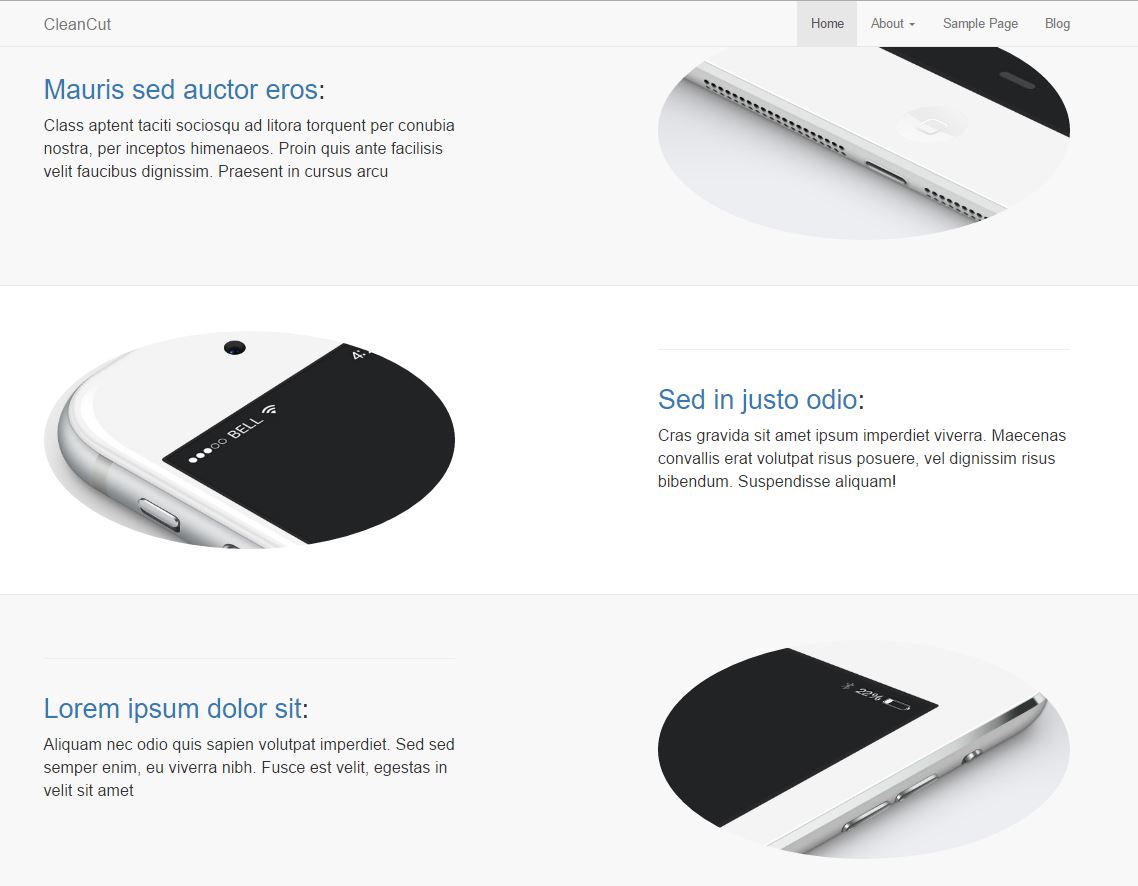 CleanCut
Home
About
Sample Page
Blog
Mauris sed auctor eros:
Class aptent taciti sociosqu ad litora torquent per conubia
nostra, per inceptos himenaeos. Proin quis ante facilisis
velit faucibus dignissim. Praesent in cursus arcu
BELL
4:
Sed in justo odio:
Cras gravida sit amet ipsum imperdiet viverra. Maecenas
convallis erat volutpat risus posuere, vel dignissim risus
bibendum. Suspendisse aliquam!
Lorem ipsum dolor sit:
Aliquam nec odio quis sapien volutpat imperdiet. Sed sed
semper enim, eu viverra nibh. Fusce est velit, egestas in
velit sit amet
22%